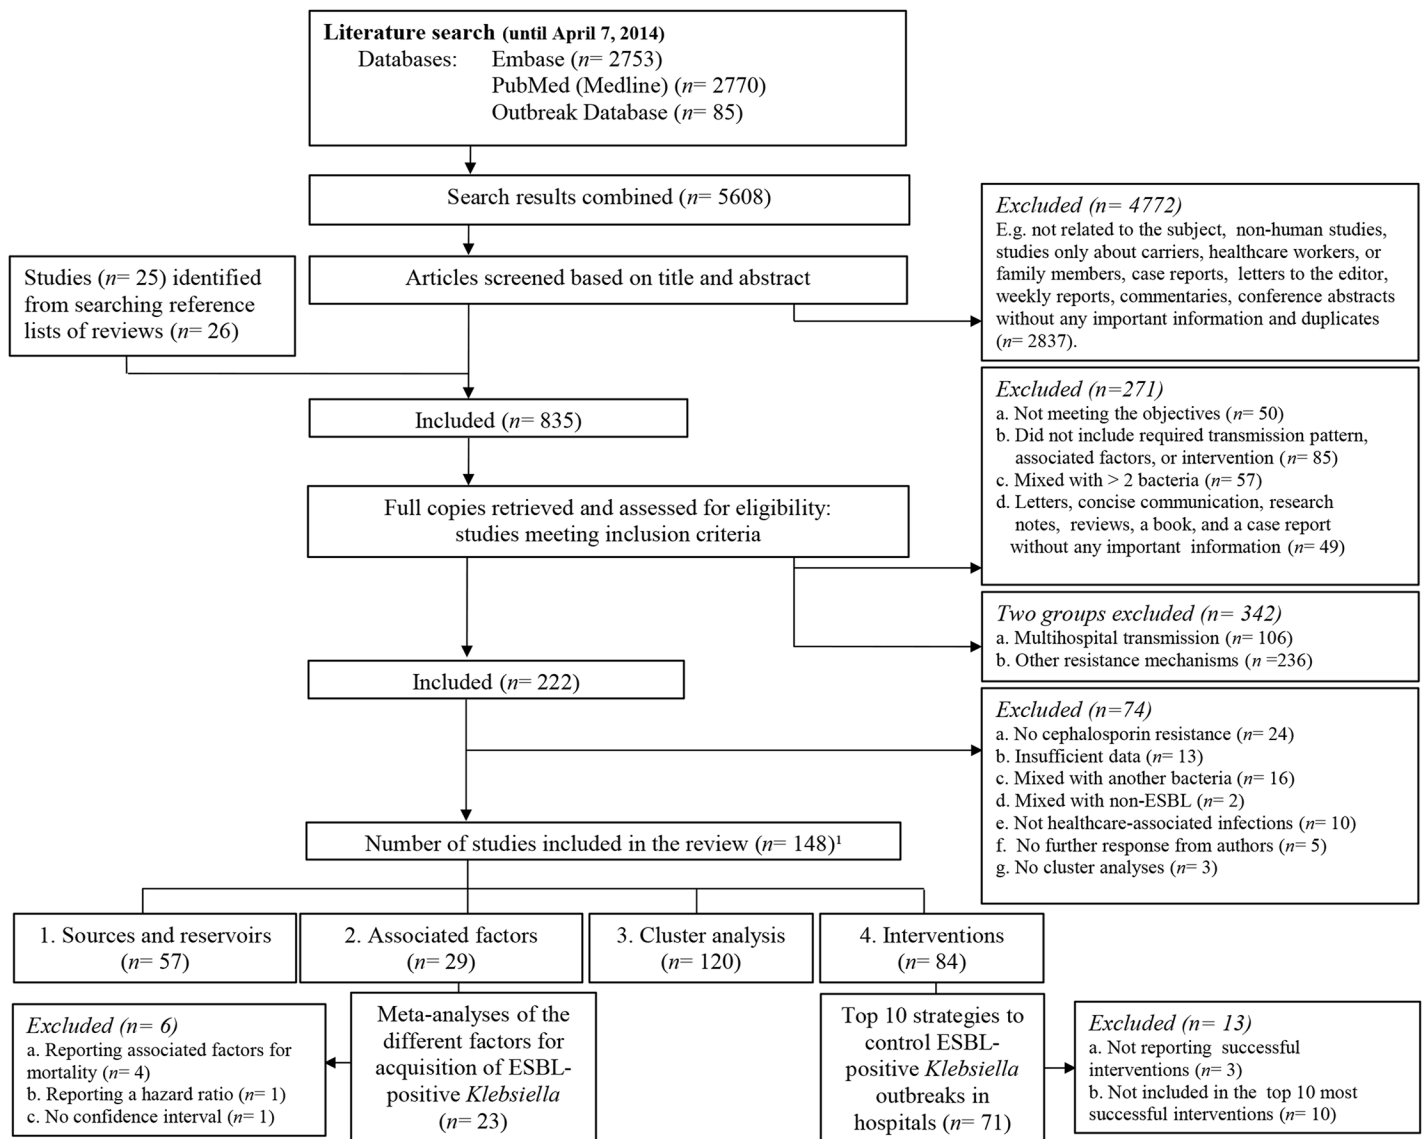 Literature search (until April 7, 2014)
Databases: Embase (n= 2753)
PubMed (Medline) (n= 2770)
Outbreak Database (n= 85)
Search results combined (n= 5608)
Articles screened based on title and abstract
Excluded (n= 4772)
E.g. not related to the subject, non-human studies,
studies only about carriers, healthcare workers, or
family members, case reports, letters to the editor,
weekly reports, commentaries, conference abstracts
without any important information and duplicates
(n= 2837).
Studies (n= 25) identified
from searching reference
lists of reviews (n= 26)
Included (n= 835)
Full copies retrieved and assessed for eligibility:
studies meeting inclusion criteria
Excluded (n=271)
a. Not meeting the objectives (n= 50)
b. Did not include required transmission pattern,
associated factors, or intervention (n= 85)
c. Mixed with > 2 bacteria (n= 57)
d. Letters, concise communication, research
notes, reviews, a book, and a case report
without any important information (n= 49)
Two groups excluded (n= 342)
a. Multihospital transmission (n= 106)
b. Other resistance mechanisms (n =236)
Included (n= 222)
Excluded (n=74)
a. No cephalosporin resistance (n= 24)
b. Insufficient data (n= 13)
c. Mixed with another bacteria (n= 16)
d. Mixed with non-ESBL (n= 2)
e. Not healthcare-associated infections (n= 10)
f. No further response from authors (n= 5)
g. No cluster analyses (n= 3)
Number of studies included in the review (n= 148)¹
1. Sources and reservoirs
(n= 57)
2. Associated factors
(n= 29)
3. Cluster analysis
(n= 120)
4. Interventions
(n= 84)
Excluded (n= 6)
a. Reporting associated factors for
mortality (n= 4)
b. Reporting a hazard ratio (n= 1)
c. No confidence interval (n= 1)
Meta-analyses of the
different factors for
acquisition of ESBL-
positive Klebsiella
(n= 23)
Top 10 strategies to
control ESBL-
positive Klebsiella
outbreaks in
hospitals (n= 71)
Excluded (n= 13)
a. Not reporting successful
interventions (n= 3)
b. Not included in the top 10 most
successful interventions (n= 10)